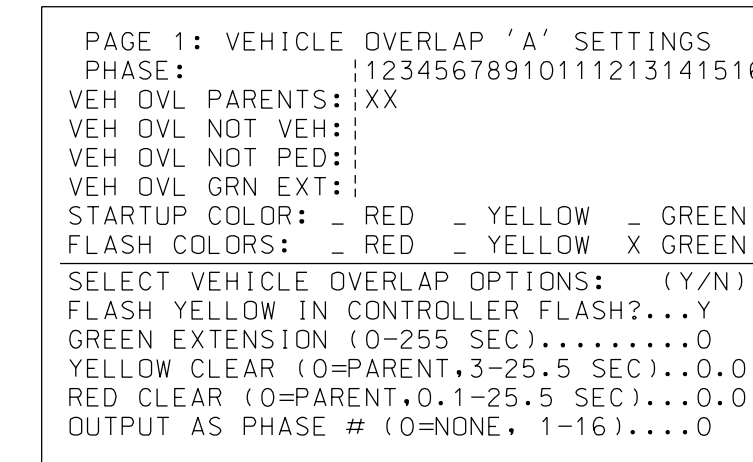 PAGE 1: VEHICLE OVERLAP 'A' SETTINGS
PHASE: |12345678910111213141516
VEH OVL PARENTS:|XX
VEH OVL NOT VEH:|
VEH OVL NOT PED:|
VEH OVL GRN EXT:|
STARTUP COLOR: _ RED _ YELLOW _ GREEN
FLASH COLORS: _ RED _ YELLOW X GREEN
SELECT VEHICLE OVERLAP OPTIONS: (Y/N)
FLASH YELLOW IN CONTROLLER FLASH?...Y
GREEN EXTENSION (0-255 SEC).........0
YELLOW CLEAR (0=PARENT,3-25.5 SEC)..0.0
RED CLEAR (0=PARENT,0.1-25.5 SEC)...0.0
OUTPUT AS PHASE # (0=NONE, 1-16)....0